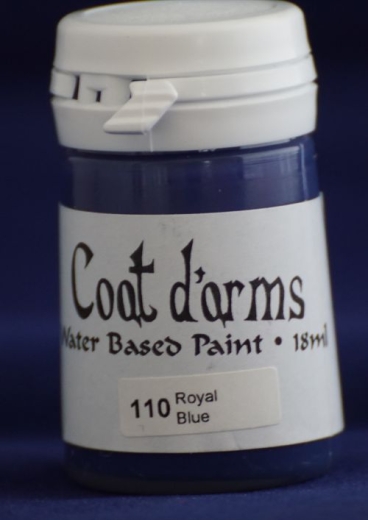 Coat d'arms
Water Based Paint • 18ml
110 Royal
Blue